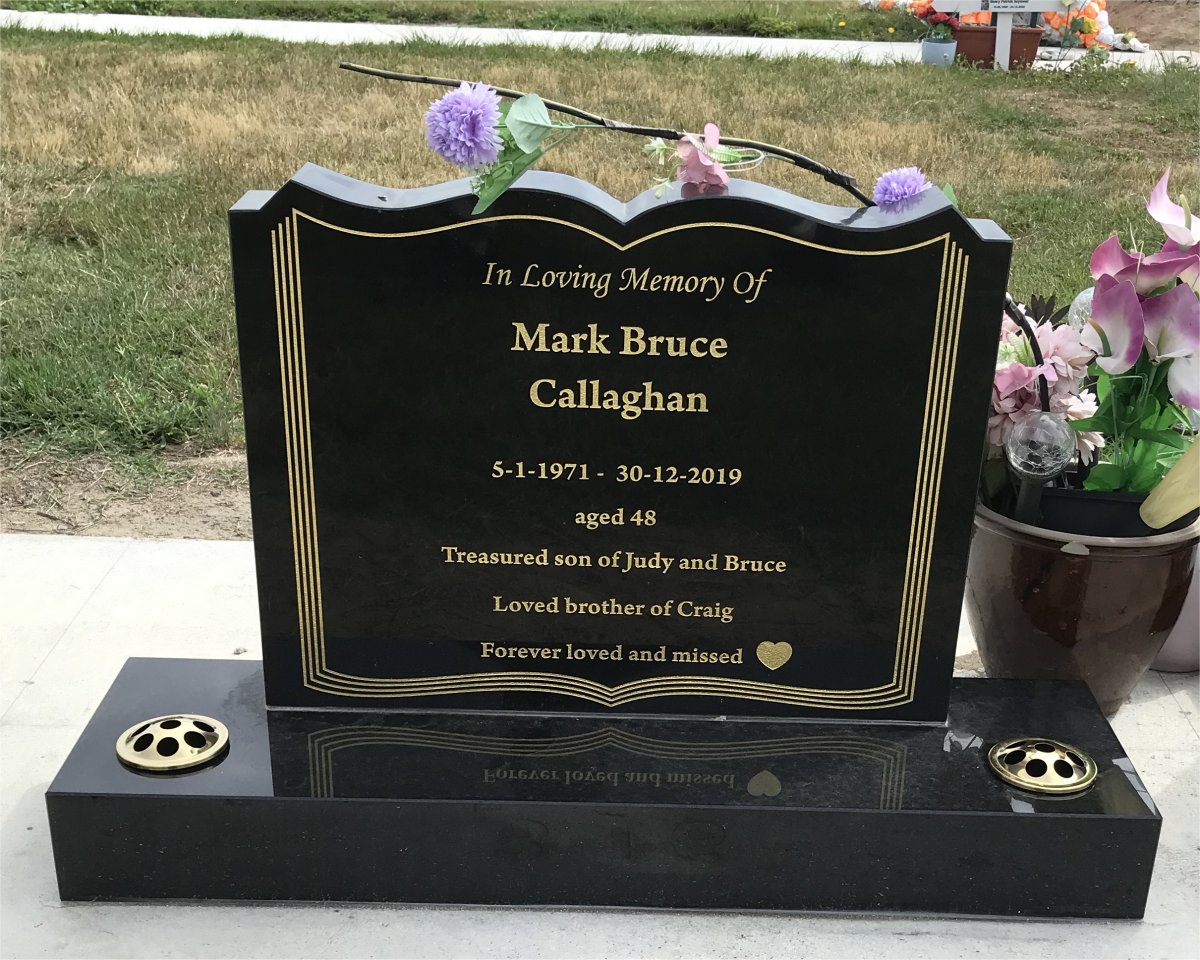 In Loving Memory Of
Mark Bruce
Callaghan
5-1-1971 - 30-12-2019
aged 48
Treasured son of Judy and Bruce
Loved brother of Craig
Forever loved and missed